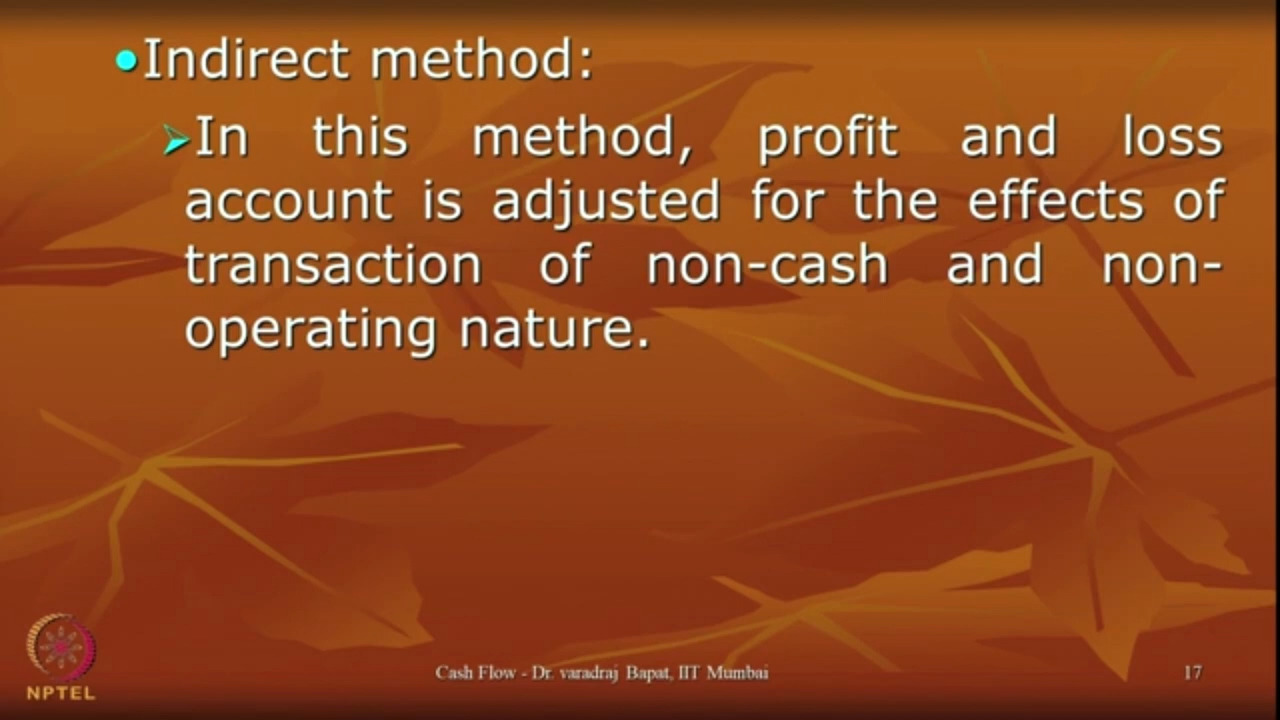 Indirect method:
In this method, profit and loss
account is adjusted for the effects of
transaction of non-cash and non-
operating nature.
NPTEL
Cash Flow - Dr. varadraj Bapat, IIT Mumbai
17